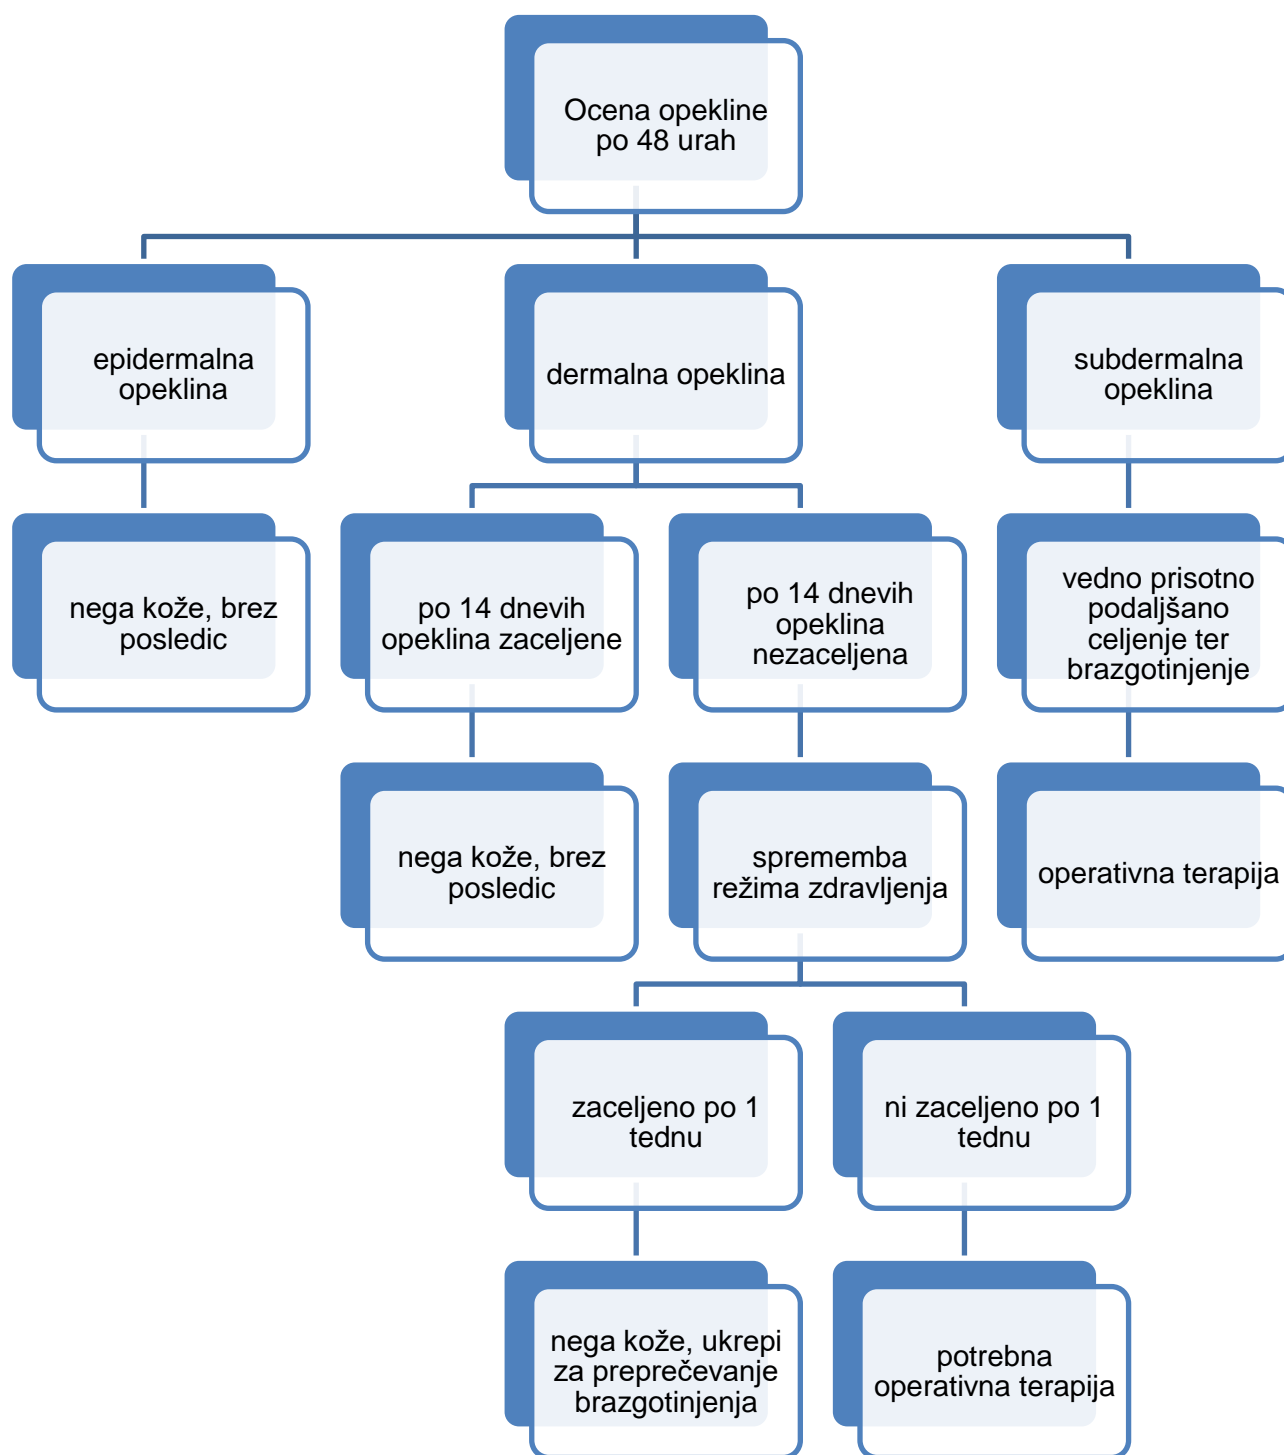 Ocena opekline
po 48 urah
epidermalna
opeklina
dermalna opeklina
subdermalna
opeklina
nega kože, brez
posledic
po 14 dnevih
opeklina zaceljene
po 14 dnevih
opeklina
nezaceljena
vedno prisotno
podaljšano
celjenje ter
brazgotinjenje
nega kože, brez
posledic
sprememba
režima zdravljenja
operativna terapija
zaceljeno po 1
tednu
ni zaceljeno po 1
tednu
nega kože, ukrepi
za preprečevanje
brazgotinjenja
potrebna
operativna terapija